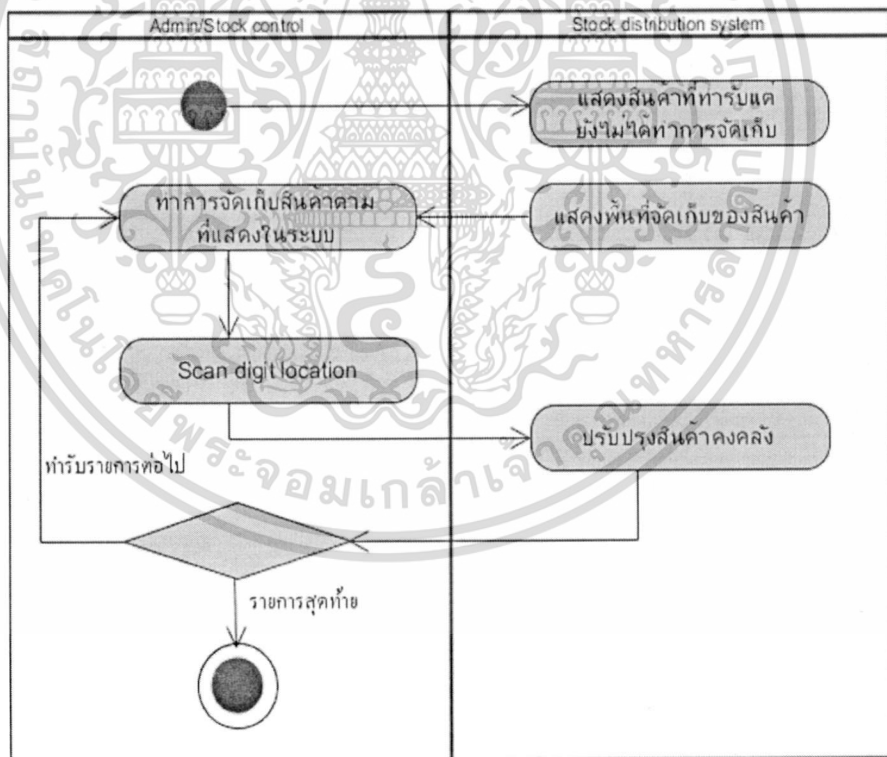 Admin/Stock control
Stock distribution system
แสดงสินค้าที่ทำรับแต่
ยังไม่ได้ทำการจัดเก็บ
ทำการจัดเก็บสินค้าตาม
ที่แสดงในระบบ
แสดงพื้นที่จัดเก็บของสินค้า
Scan digit location
ปรับปรุงสินค้าคงคลัง
ทำรับรายการต่อไป
รายการสุดท้าย